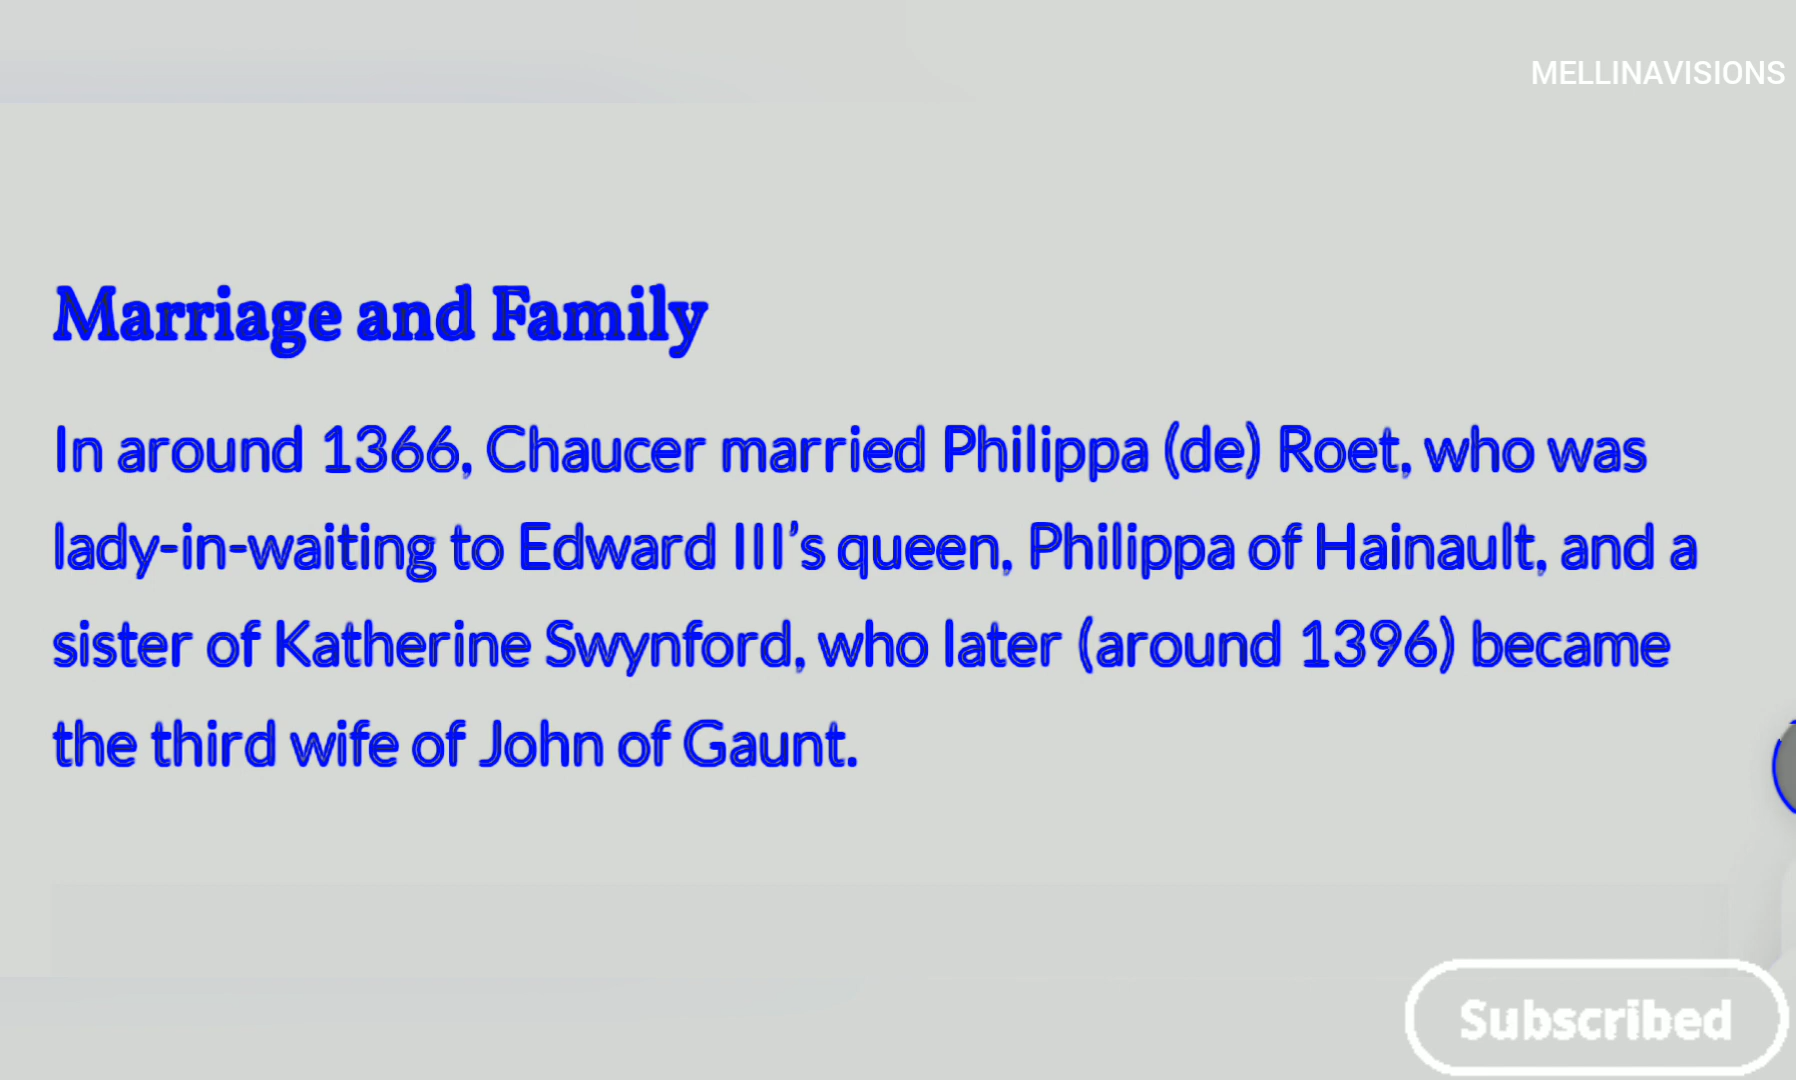 MELLINAVISIONS
Marriage and Family
In around 1366, Chaucer married Philippa (de) Roet, who was
lady-in-waiting to Edward III’s queen, Philippa of Hainault, and a
sister of Katherine Swynford, who later (around 1396) became
the third wife of John of Gaunt.
Subscribed